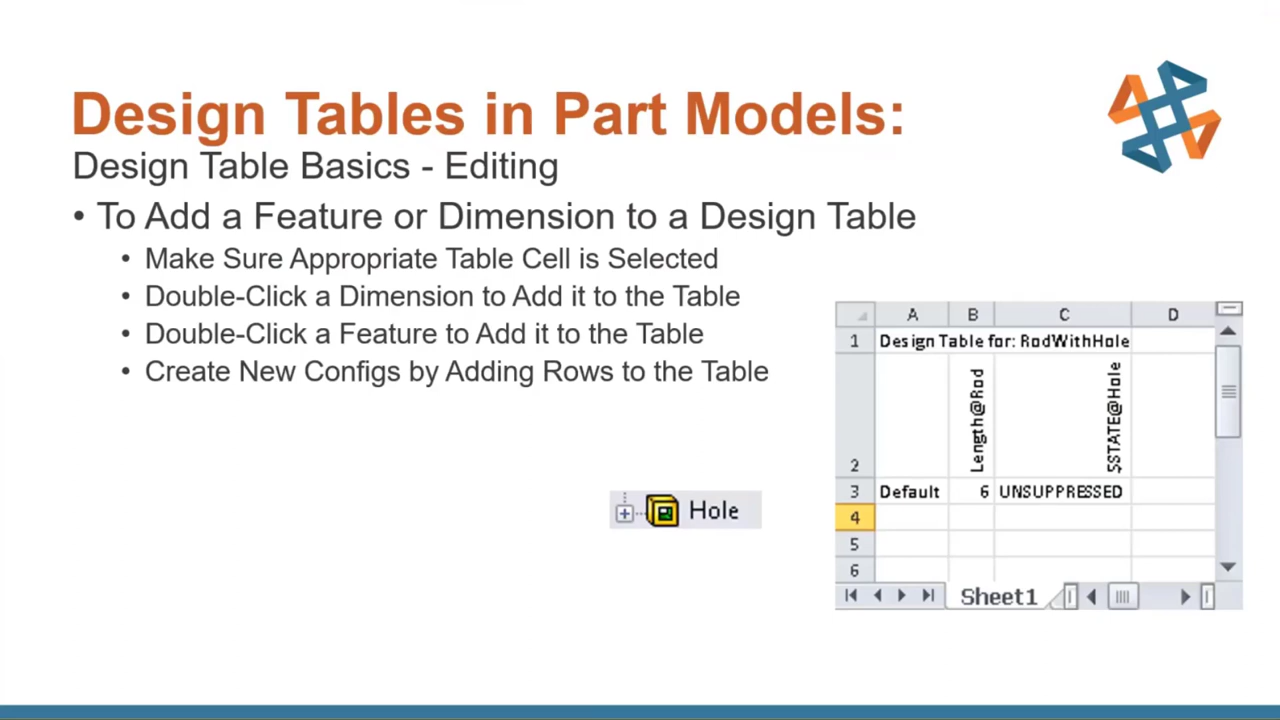 Design Tables in Part Models:
Design Table Basics - Editing
• To Add a Feature or Dimension to a Design Table
• Make Sure Appropriate Table Cell is Selected
• Double-Click a Dimension to Add it to the Table
• Double-Click a Feature to Add it to the Table
• Create New Configs by Adding Rows to the Table
Hole
A B C D
1 Design Table for: RodWithHole
2 Length@Rod $STATE@Hole
3 Default 6 UNSUPPRESSED
4
5
6
Sheet1